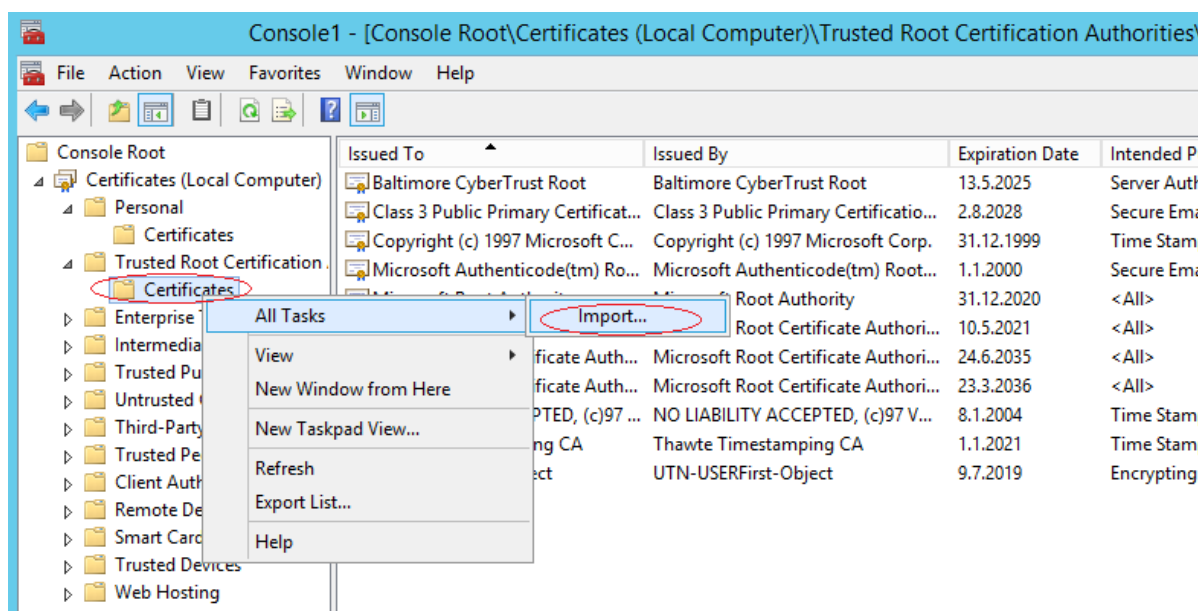 Console1 - [Console Root\Certificates (Local Computer)\Trusted Root Certification Authorities\
File Action View Favorites Window Help
Console Root
Certificates (Local Computer)
Personal
Certificates
Trusted Root Certification
Certificates
Enterprise
Intermedia
Trusted Pu
Untrusted
Third-Party
Trusted Pe
Client Auth
Remote De
Smart Card
Trusted Devices
Web Hosting
Issued To Issued By Expiration Date Intended P
Baltimore CyberTrust Root Baltimore CyberTrust Root 13.5.2025 Server Auth
Class 3 Public Primary Certificat... Class 3 Public Primary Certificatio... 2.8.2028 Secure Ema
Copyright (c) 1997 Microsoft C... Copyright (c) 1997 Microsoft Corp. 31.12.1999 Time Stam
Microsoft Authenticode(tm) Ro... Microsoft Authenticode(tm) Root... 1.1.2000 Secure Ema
Root Authority 31.12.2020 <All>
Root Certificate Authori... 10.5.2021 <All>
ificate Auth... Microsoft Root Certificate Authori... 24.6.2035 <All>
ificate Auth... Microsoft Root Certificate Authori... 23.3.2036 <All>
PTED, (c)97 ... NO LIABILITY ACCEPTED, (c)97 V... 8.1.2004 Time Stam
ng CA Thawte Timestamping CA 1.1.2021 Time Stam
ect UTN-USERFirst-Object 9.7.2019 Encrypting
All Tasks
View
New Window from Here
New Taskpad View...
Refresh
Export List...
Help
Import...